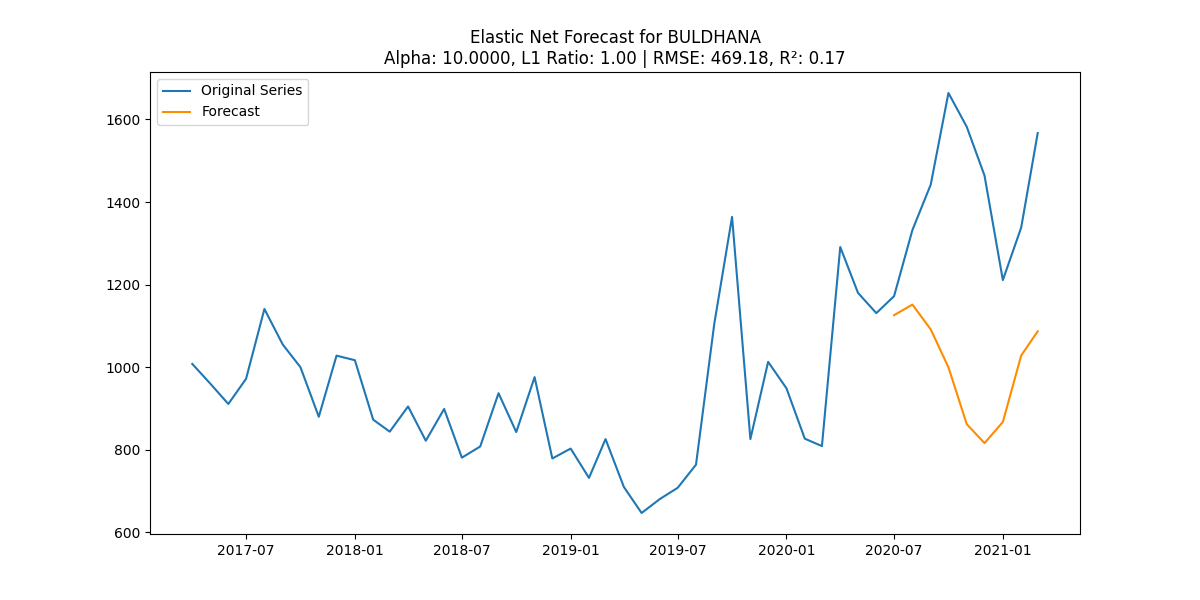 Elastic Net Forecast for BULDHANA
Alpha: 10.0000, L1 Ratio: 1.00 | RMSE: 469.18, R²: 0.17
Original Series
Forecast
1600
1400
1200
1000
800
600
2017-07 2018-01 2018-07 2019-01 2019-07 2020-01 2020-07 2021-01